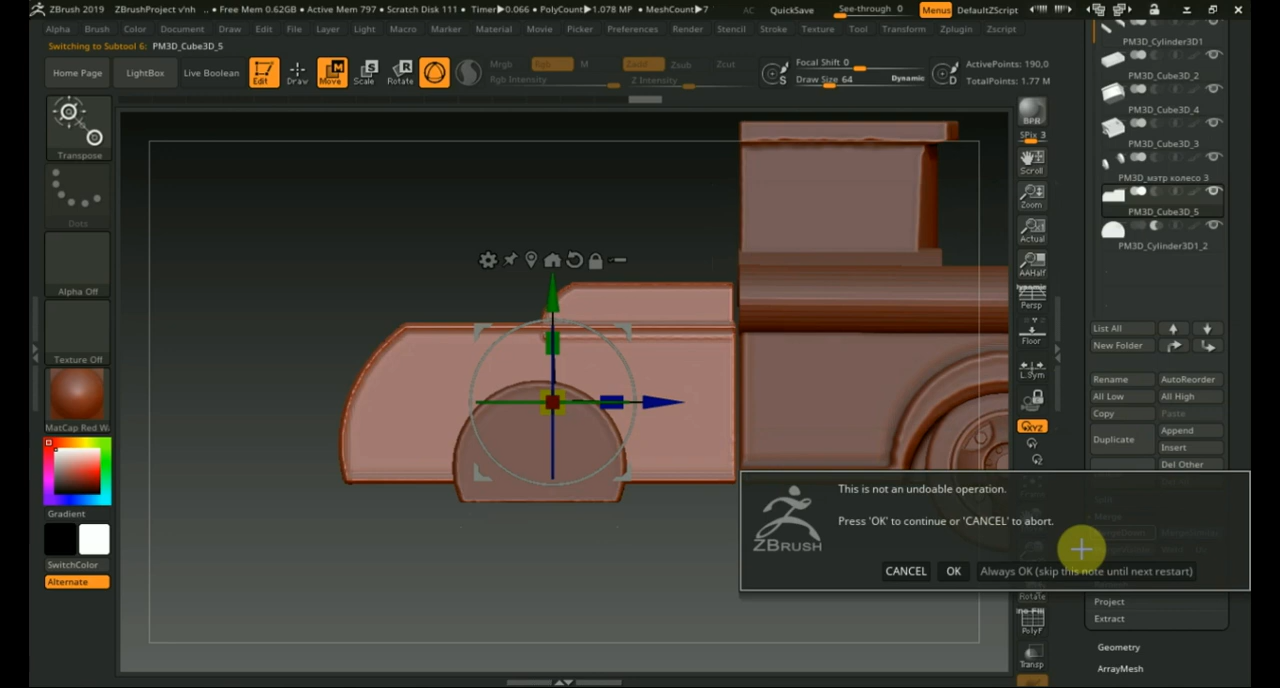 ZBrush 2019 ZBrushProject v'nh .. • Free Mem 0.62GB • Active Mem 797 • Scratch Disk 111 • Timer▶0.066 • PolyCount▶1.078 MP • MeshCount▶7 AC QuickSave See-through 0 Menus DefaultZScript
Alpha Brush Color Document Draw Edit File Layer Light Macro Marker Material Movie Picker Preferences Render Stencil Stroke Texture Tool Transform Zplugin Zscript
Switching to Subtool 6: PM3D_Cube3D_5
Home Page LightBox Live Boolean Edit Draw Move Scale Rotate
Mrgb Rgb M Zadd Zsub Zcut
Rgb Intensity Z Intensity
Focal Shift 0
Draw Size 64 Dynamic
S
D
ActivePoints: 190,0
TotalPoints: 1.77 M
Transpose
Dots
Alpha Off
Texture Off
MatCap Red Wa
Gradient
SwitchColor
Alternate
BPR
SPix 3
Scroll
Zoom
Actual
AAHalf
Dynamic
Persp
Floor
L.Sym
XYZ
Rotate
PolyF
Transp
PM3D_Cylinder3D1
PM3D_Cube3D_2
PM3D_Cube3D_4
PM3D_Cube3D_3
PM3D_мэтр колесо 3
PM3D_Cube3D_5
PM3D_Cylinder3D1_2
List All
New Folder
Rename AutoReorder
All Low All High
Copy Paste
Duplicate Append
Insert
Del Other
Split
Merge
MergeDown
Project
Extract
Geometry
ArrayMesh
This is not an undoable operation.
Press 'OK' to continue or 'CANCEL' to abort.
ZBRUSH
CANCEL OK Always OK (skip this note until next restart)